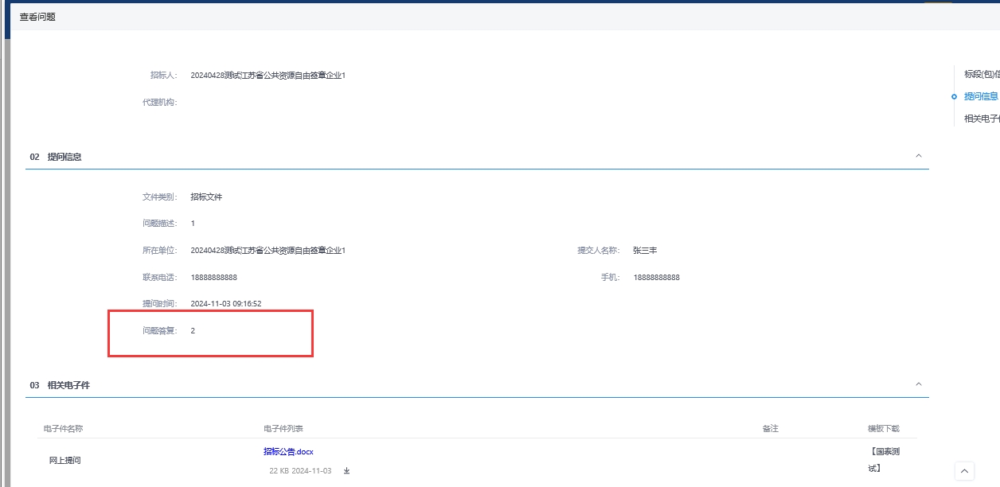 查看问题
招标人: 20240428测试江苏省公共资源自由签章企业1
代理机构:
标段(包)信
提问信息
相关电子件
02 提问信息
文件类别: 招标文件
问题描述: 1
所在单位: 20240428测试江苏省公共资源自由签章企业1 提交人名称: 张三丰
联系电话: 18888888888 手机: 18888888888
提问时间: 2024-11-03 09:16:52
问题答复: 2
03 相关电子件
电子件名称 电子件列表 备注 模板下载
网上提问 招标公告.docx 【国泰测试】
22 KB 2024-11-03